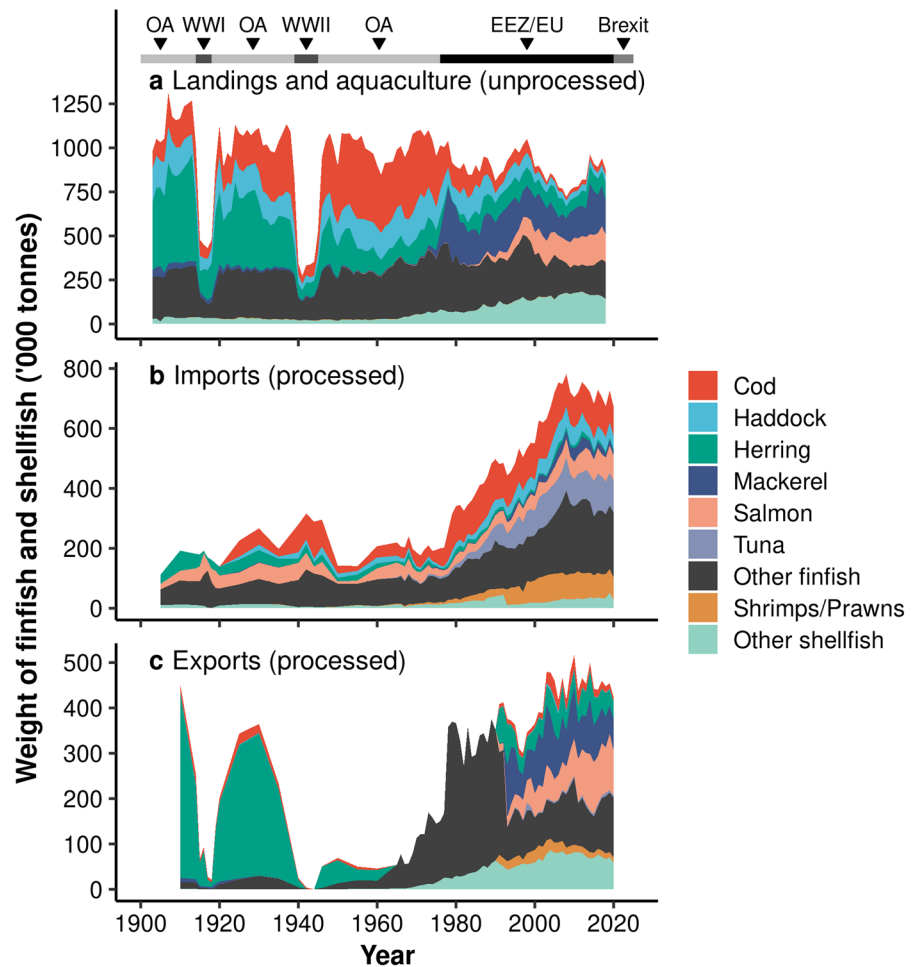 OA WWI OA WWII OA EEZ/EU Brexit
a Landings and aquaculture (unprocessed)
1250
1000
750
500
250
0
b Imports (processed)
800
600
400
200
0
c Exports (processed)
500
400
300
200
100
0
1900 1920 1940 1960 1980 2000 2020
Year
Weight of finfish and shellfish ('000 tonnes)
Cod
Haddock
Herring
Mackerel
Salmon
Tuna
Other finfish
Shrimps/Prawns
Other shellfish